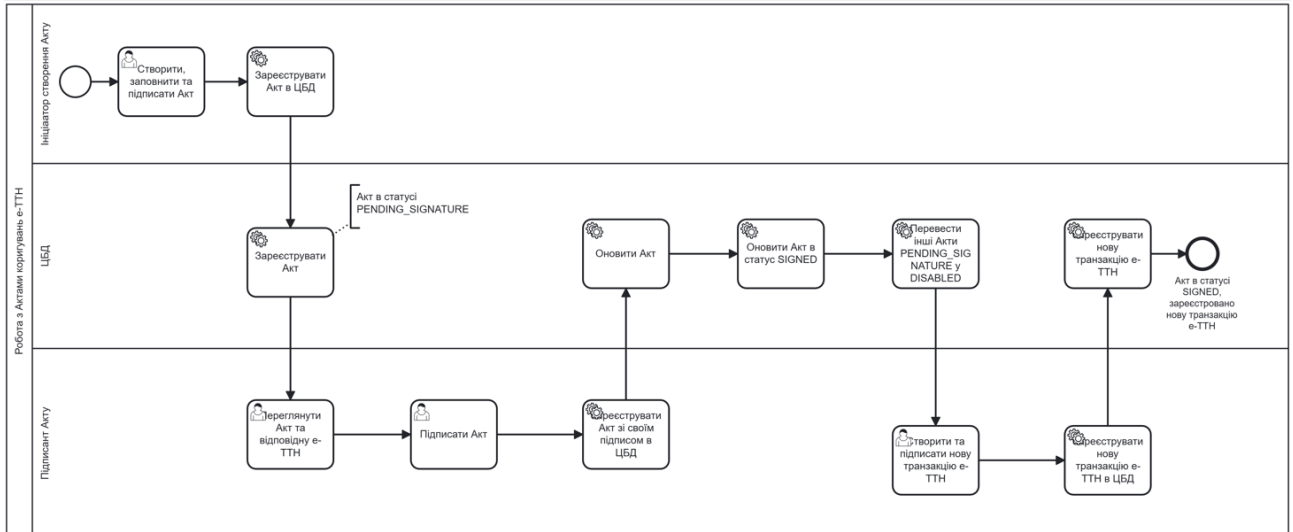 Робота з Актами коригувань е-ТТН
Ініціатор створення Акту
Створити,
заповнити та
підписати Акт
Зареєструвати
Акт в ЦБД
ЦБД
Зареєструвати
Акт
Акт в статусі
PENDING_SIGNATURE
Оновити Акт
Оновити Акт в
статус SIGNED
Перевести
інші Акти
PENDING_SIG
NATURE у
DISABLED
Зареєструвати
нову
транзакцію е-
ТТН
Акт в статусі
SIGNED,
зареєстровано
нову транзакцію
е-ТТН
Підписант Акту
Переглянути
Акт та
відповідну е-
ТТН
Підписати Акт
Зареєструвати
Акт зі своїм
підписом в
ЦБД
Створити та
підписати нову
транзакцію е-
ТТН
Зареєструвати
нову
транзакцію е-
ТТН в ЦБД